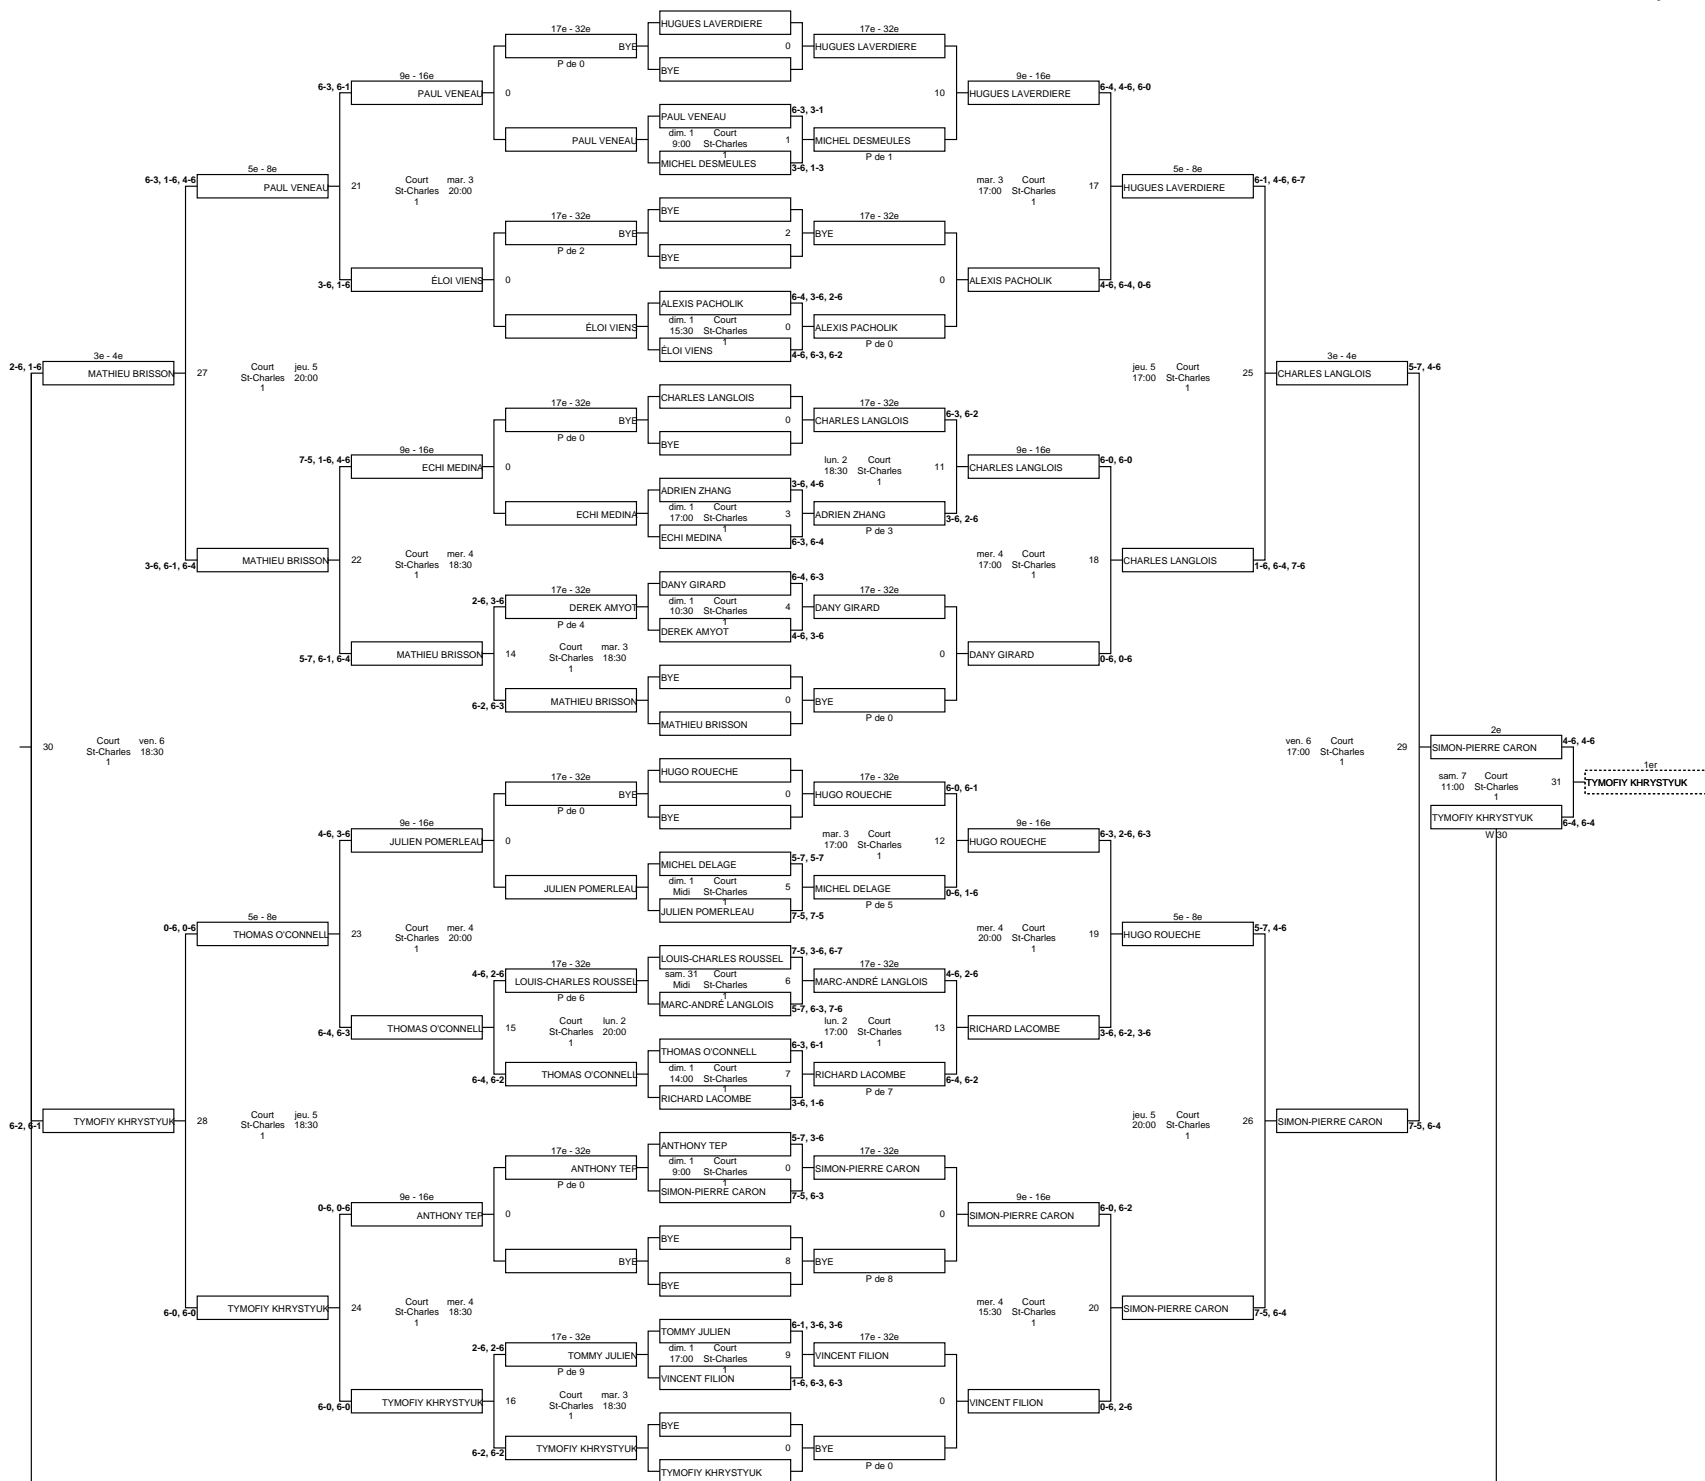 HUGUES LAVERDIERE
17e - 32e
17e - 32e
BYE
0
HUGUES LAVERDIERE
P de 0
BYE
9e - 16e
9e - 16e
6-3, 6-1
PAUL VENEAU
0
10
HUGUES LAVERDIERE
6-4, 4-6, 6-0
PAUL VENEAU
6-3, 3-1
PAUL VENEAU
dim. 1 Court
9:00 St-Charles
1
1
MICHEL DESMEULES
MICHEL DESMEULES
3-6, 1-3
P de 1
5e - 8e
5e - 8e
6-3, 1-6, 4-6
PAUL VENEAU
21
Court mar. 3
St-Charles 20:00
1
mar. 3 Court
17:00 St-Charles
1
17
HUGUES LAVERDIERE
6-1, 4-6, 6-7
BYE
17e - 32e
17e - 32e
BYE
2
BYE
P de 2
BYE
3-6, 1-6
ÉLOI VIENS
0
0
ALEXIS PACHOLIK
4-6, 6-4, 0-6
ALEXIS PACHOLIK
6-4, 3-6, 2-6
ÉLOI VIENS
dim. 1 Court
15:30 St-Charles
1
0
ALEXIS PACHOLIK
ÉLOI VIENS
4-6, 6-3, 6-2
P de 0
3e - 4e
3e - 4e
2-6, 1-6
MATHIEU BRISSON
27
Court jeu. 5
St-Charles 20:00
1
jeu. 5 Court
17:00 St-Charles
1
25
CHARLES LANGLOIS
5-7, 4-6
CHARLES LANGLOIS
17e - 32e
17e - 32e
BYE
0
CHARLES LANGLOIS
6-3, 6-2
P de 0
BYE
9e - 16e
9e - 16e
7-5, 1-6, 4-6
ECHI MEDINA
0
lun. 2 Court
18:30 St-Charles
1
11
CHARLES LANGLOIS
6-0, 6-0
ADRIEN ZHANG
3-6, 4-6
ECHI MEDINA
dim. 1 Court
17:00 St-Charles
1
3
ADRIEN ZHANG
3-6, 2-6
ECHI MEDINA
6-3, 6-4
P de 3
3-6, 6-1, 6-4
MATHIEU BRISSON
22
Court mer. 4
St-Charles 18:30
1
mer. 4 Court
17:00 St-Charles
1
18
CHARLES LANGLOIS
1-6, 6-4, 7-6
DANY GIRARD
6-4, 6-3
17e - 32e
17e - 32e
2-6, 3-6
DEREK AMYOT
dim. 1 Court
10:30 St-Charles
1
4
DANY GIRARD
P de 4
DEREK AMYOT
4-6, 3-6
5-7, 6-1, 6-4
MATHIEU BRISSON
14
Court mar. 3
St-Charles 18:30
1
0
DANY GIRARD
0-6, 0-6
BYE
6-2, 6-3
MATHIEU BRISSON
0
BYE
MATHIEU BRISSON
P de 0
30
Court ven. 6
St-Charles 18:30
1
ven. 6 Court
17:00 St-Charles
1
29
2e
SIMON-PIERRE CARON
4-6, 4-6
sam. 7 Court
11:00 St-Charles
1
31
1er
TYMOFIY KHRYSTYUK
TYMOFIY KHRYSTYUK
6-4, 6-4
W 30
HUGO ROUECHE
17e - 32e
17e - 32e
BYE
0
HUGO ROUECHE
6-0, 6-1
P de 0
BYE
9e - 16e
9e - 16e
4-6, 3-6
JULIEN POMERLEAU
0
mar. 3 Court
17:00 St-Charles
1
12
HUGO ROUECHE
6-3, 2-6, 6-3
MICHEL DELAGE
5-7, 5-7
JULIEN POMERLEAU
dim. 1 Court
Midi St-Charles
1
5
MICHEL DELAGE
0-6, 1-6
JULIEN POMERLEAU
7-5, 7-5
P de 5
5e - 8e
5e - 8e
0-6, 0-6
THOMAS O'CONNELL
23
Court mer. 4
St-Charles 20:00
1
mer. 4 Court
20:00 St-Charles
1
19
HUGO ROUECHE
5-7, 4-6
LOUIS-CHARLES ROUSSEL
7-5, 3-6, 6-7
17e - 32e
17e - 32e
4-6, 2-6
LOUIS-CHARLES ROUSSEL
sam. 31 Court
Midi St-Charles
1
6
MARC-ANDRÉ LANGLOIS
4-6, 2-6
P de 6
MARC-ANDRÉ LANGLOIS
5-7, 6-3, 7-6
6-4, 6-3
THOMAS O'CONNELL
15
Court lun. 2
St-Charles 20:00
1
lun. 2 Court
17:00 St-Charles
1
13
RICHARD LACOMBE
3-6, 6-2, 3-6
THOMAS O'CONNELL
6-3, 6-1
6-4, 6-2
THOMAS O'CONNELL
dim. 1 Court
14:00 St-Charles
1
7
RICHARD LACOMBE
6-4, 6-2
RICHARD LACOMBE
3-6, 1-6
P de 7
6-2, 6-1
TYMOFIY KHRYSTYUK
28
Court jeu. 5
St-Charles 18:30
1
jeu. 5 Court
20:00 St-Charles
1
26
SIMON-PIERRE CARON
7-5, 6-4
ANTHONY TEP
5-7, 3-6
17e - 32e
17e - 32e
ANTHONY TEP
dim. 1 Court
9:00 St-Charles
1
0
SIMON-PIERRE CARON
P de 0
SIMON-PIERRE CARON
7-5, 6-3
9e - 16e
9e - 16e
0-6, 0-6
ANTHONY TEP
0
0
SIMON-PIERRE CARON
6-0, 6-2
BYE
BYE
8
BYE
BYE
P de 8
6-0, 6-0
TYMOFIY KHRYSTYUK
24
Court mer. 4
St-Charles 18:30
1
mer. 4 Court
15:30 St-Charles
1
20
SIMON-PIERRE CARON
7-5, 6-4
TOMMY JULIEN
6-1, 3-6, 3-6
17e - 32e
17e - 32e
2-6, 2-6
TOMMY JULIEN
dim. 1 Court
17:00 St-Charles
1
9
VINCENT FILION
P de 9
VINCENT FILION
1-6, 6-3, 6-3
6-0, 6-0
TYMOFIY KHRYSTYUK
16
Court mar. 3
St-Charles 18:30
1
0
VINCENT FILION
0-6, 2-6
BYE
6-2, 6-2
TYMOFIY KHRYSTYUK
0
BYE
TYMOFIY KHRYSTYUK
P de 0